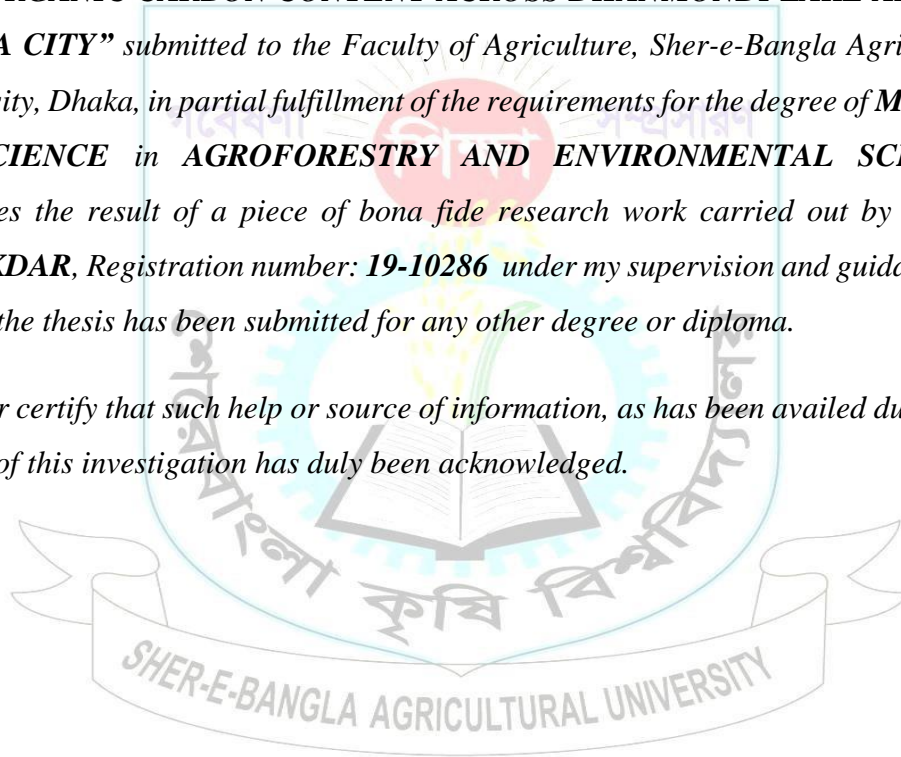 A CITY” submitted to the Faculty of Agriculture, Sher-e-Bangla Agri
ity, Dhaka, in partial fulfillment of the requirements for the degree of M
CIENCE in AGROFORESTRY AND ENVIRONMENTAL SC
es the result of a piece of bona fide research work carried out by
KDAR, Registration number: 19-10286 under my supervision and guida
the thesis has been submitted for any other degree or diploma.
r certify that such help or source of information, as has been availed du
of this investigation has duly been acknowledged.
গবেষণা
শিক্ষা
সম্প্রসারণ
শেরেবাংলা কৃষি বিশ্ববিদ্যালয়
SHER-E-BANGLA AGRICULTURAL UNIVERSITY